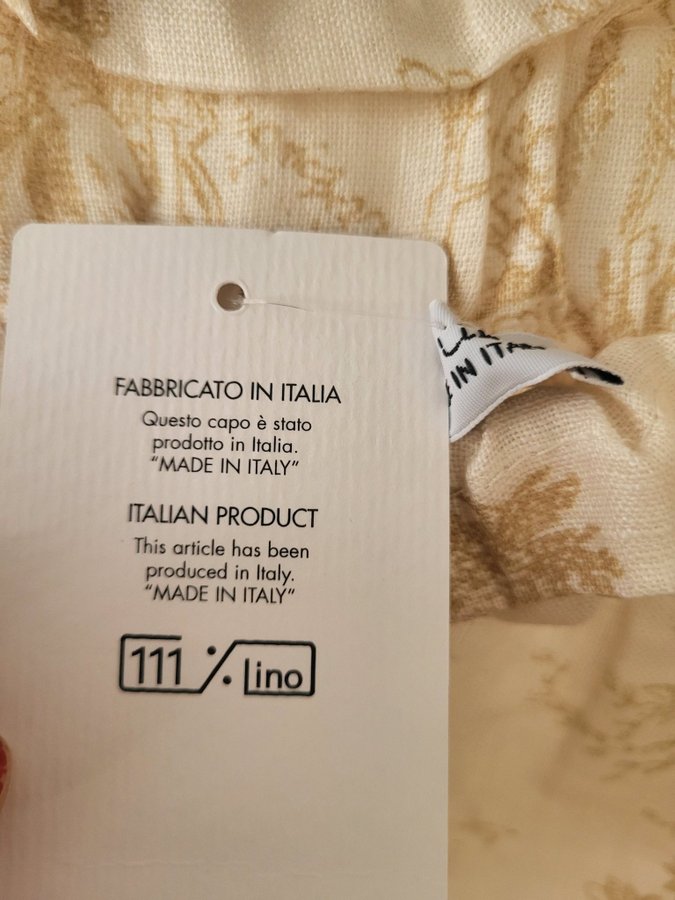 FABBRICATO IN ITALIA
Questo capo è stato
prodotto in Italia.
“MADE IN ITALY”
ITALIAN PRODUCT
This article has been
produced in Italy.
“MADE IN ITALY”
111 % Lino
IN